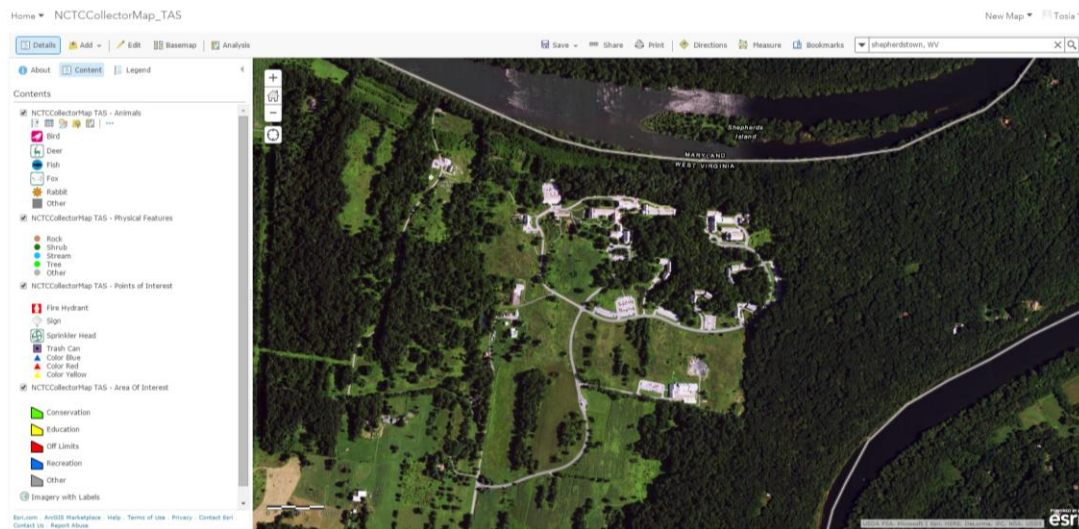 Home NCTCCollectorMap_TAS New Map Tosia
Details Add Edit Basemap Analysis Save Share Print Directions Measure Bookmarks shepherdstown, WV
About Content Legend
Contents
NCTCCollectorMap TAS - Animals
Bird
Deer
Fish
Fox
Rabbit
Other
NCTCCollectorMap TAS - Physical Features
Rock
Shrub
Stream
Tree
Other
NCTCCollectorMap TAS - Points of Interest
Fire Hydrant
Sign
Sprinkler Head
Trash Can
Color Blue
Color Red
Color Yellow
NCTCCollectorMap TAS - Area Of Interest
Conservation
Education
Off Limits
Recreation
Other
Imagery with Labels
Esri.com ArcGIS Marketplace Help Terms of Use Privacy Contact Esri
Contact Us Report Abuse
Shepherds
Island
MARYLAND
WEST VIRGINIA
esri